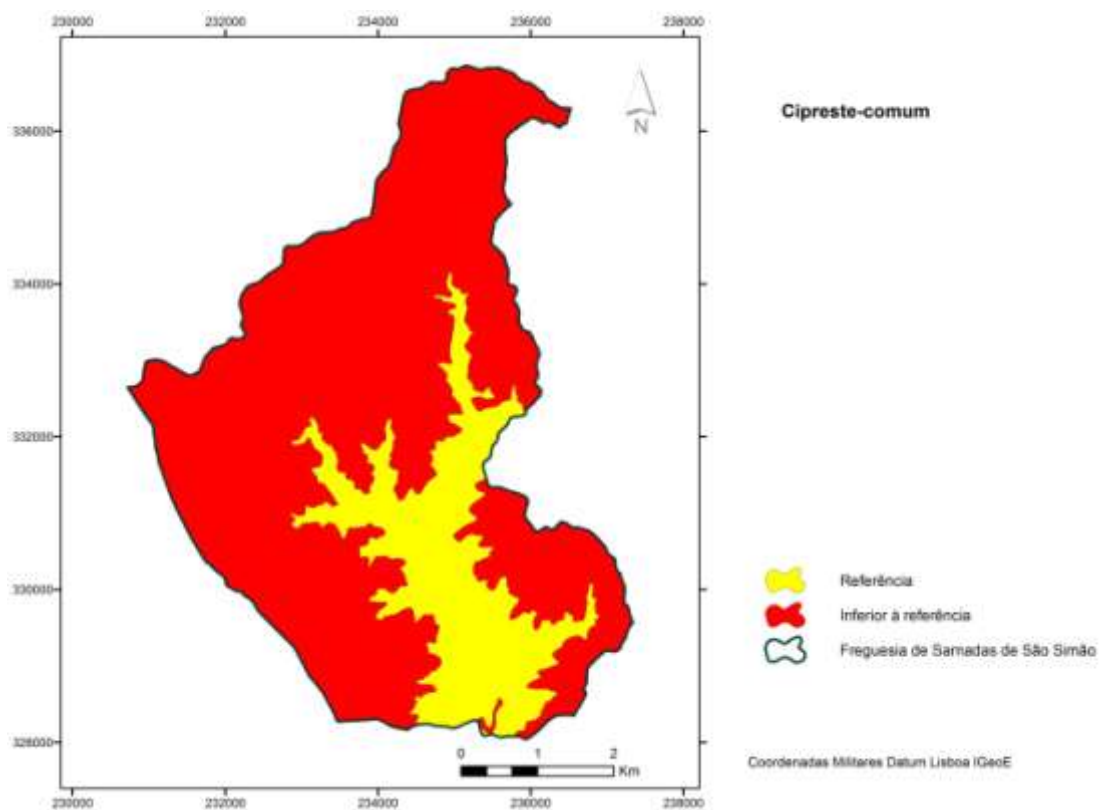 230000 232000 234000 236000 238000
N
Cipreste-comum
336000
334000
332000
330000
328000
Referência
Inferior à referência
Freguesia de Sarnadas de São Simão
0 1 2
Km
Coordenadas Militares Datum Lisboa IGeoE
230000 232000 234000 236000 238000